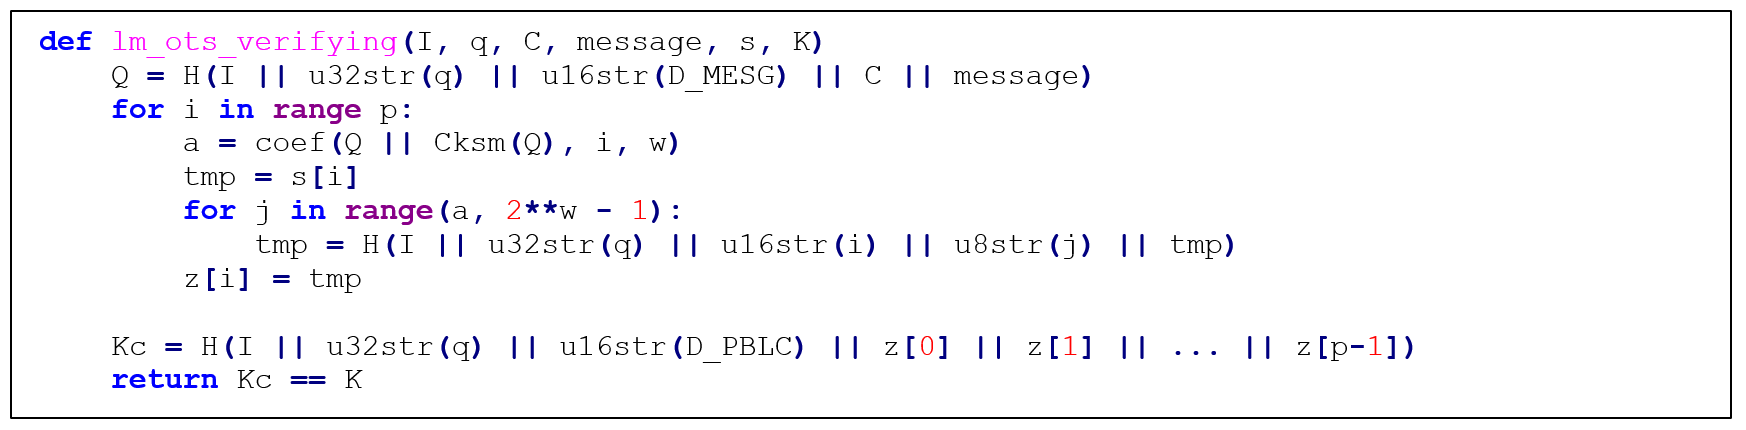 def lm_ots_verifying(I, q, C, message, s, K)
    Q = H(I || u32str(q) || u16str(D_MESG) || C || message)
    for i in range p:
        a = coef(Q || Cksm(Q), i, w)
        tmp = s[i]
        for j in range(a, 2**w - 1):
            tmp = H(I || u32str(q) || u16str(i) || u8str(j) || tmp)
        z[i] = tmp

    Kc = H(I || u32str(q) || u16str(D_PBLC) || z[0] || z[1] || ... || z[p-1])
    return Kc == K